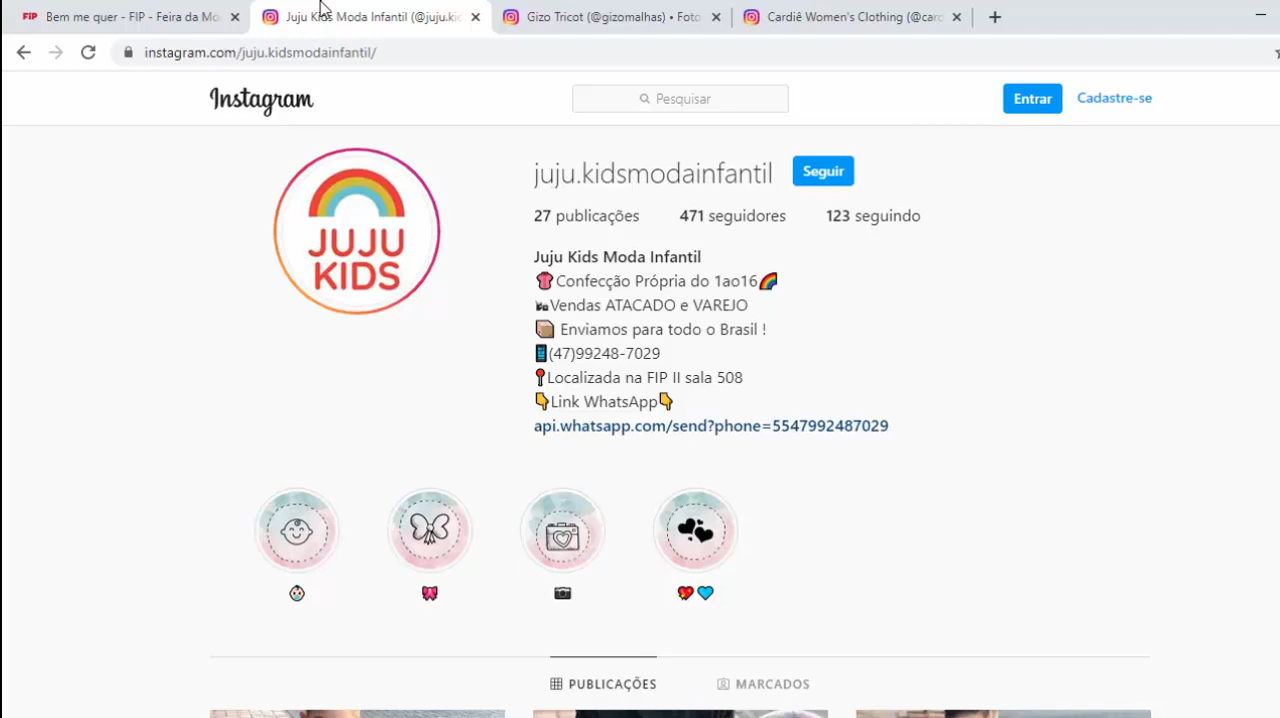 FIP Bem me quer - FIP - Feira da Mo
Juju Kids Moda Infantil (@juju.kid
Gizo Tricot (@gizomalhas) • Foto
Cardiê Women's Clothing (@card
instagram.com/juju.kidsmodainfantil/
Instagram
Pesquisar
Entrar
Cadastre-se
JUJU
KIDS
juju.kidsmodainfantil
Seguir
27 publicações
471 seguidores
123 seguindo
Juju Kids Moda Infantil
👚Confecção Própria do 1ao16🌈
🛍Vendas ATACADO e VAREJO
📦 Enviamos para todo o Brasil !
📱(47)99248-7029
📍Localizada na FIP II sala 508
👇Link WhatsApp👇
api.whatsapp.com/send?phone=5547992487029
PUBLICAÇÕES
MARCADOS